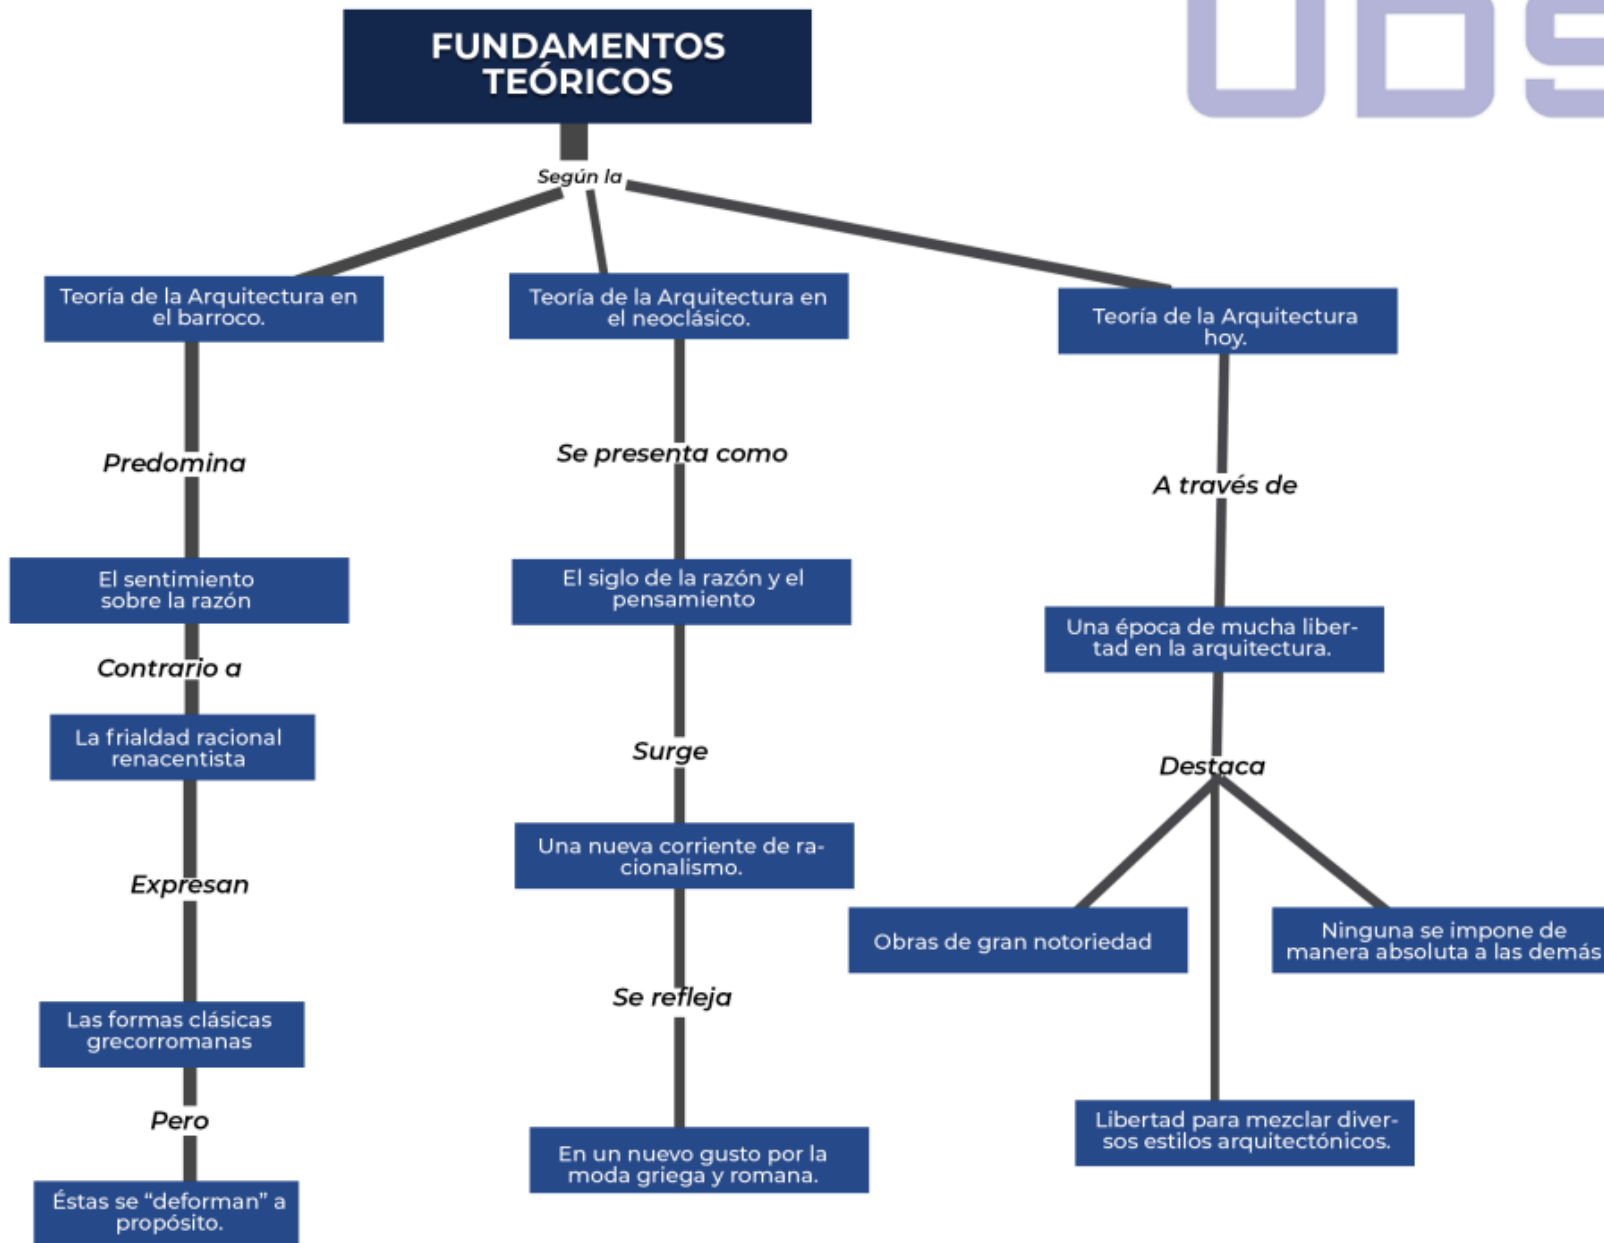 FUNDAMENTOS
TEÓRICOS
UDS
Según la
Teoría de la Arquitectura en
el barroco.
Predomina
El sentimiento
sobre la razón
Contrario a
La frialdad racional
renacentista
Expresan
Las formas clásicas
grecorromanas
Pero
Éstas se “deforman” a
propósito.
Teoría de la Arquitectura en
el neoclásico.
Se presenta como
El siglo de la razón y el
pensamiento
Surge
Una nueva corriente de ra-
cionalismo.
Se refleja
En un nuevo gusto por la
moda griega y romana.
Teoría de la Arquitectura
hoy.
A través de
Una época de mucha liber-
tad en la arquitectura.
Destaca
Obras de gran notoriedad
Ninguna se impone de
manera absoluta a las demás
Libertad para mezclar diver-
sos estilos arquitectónicos.